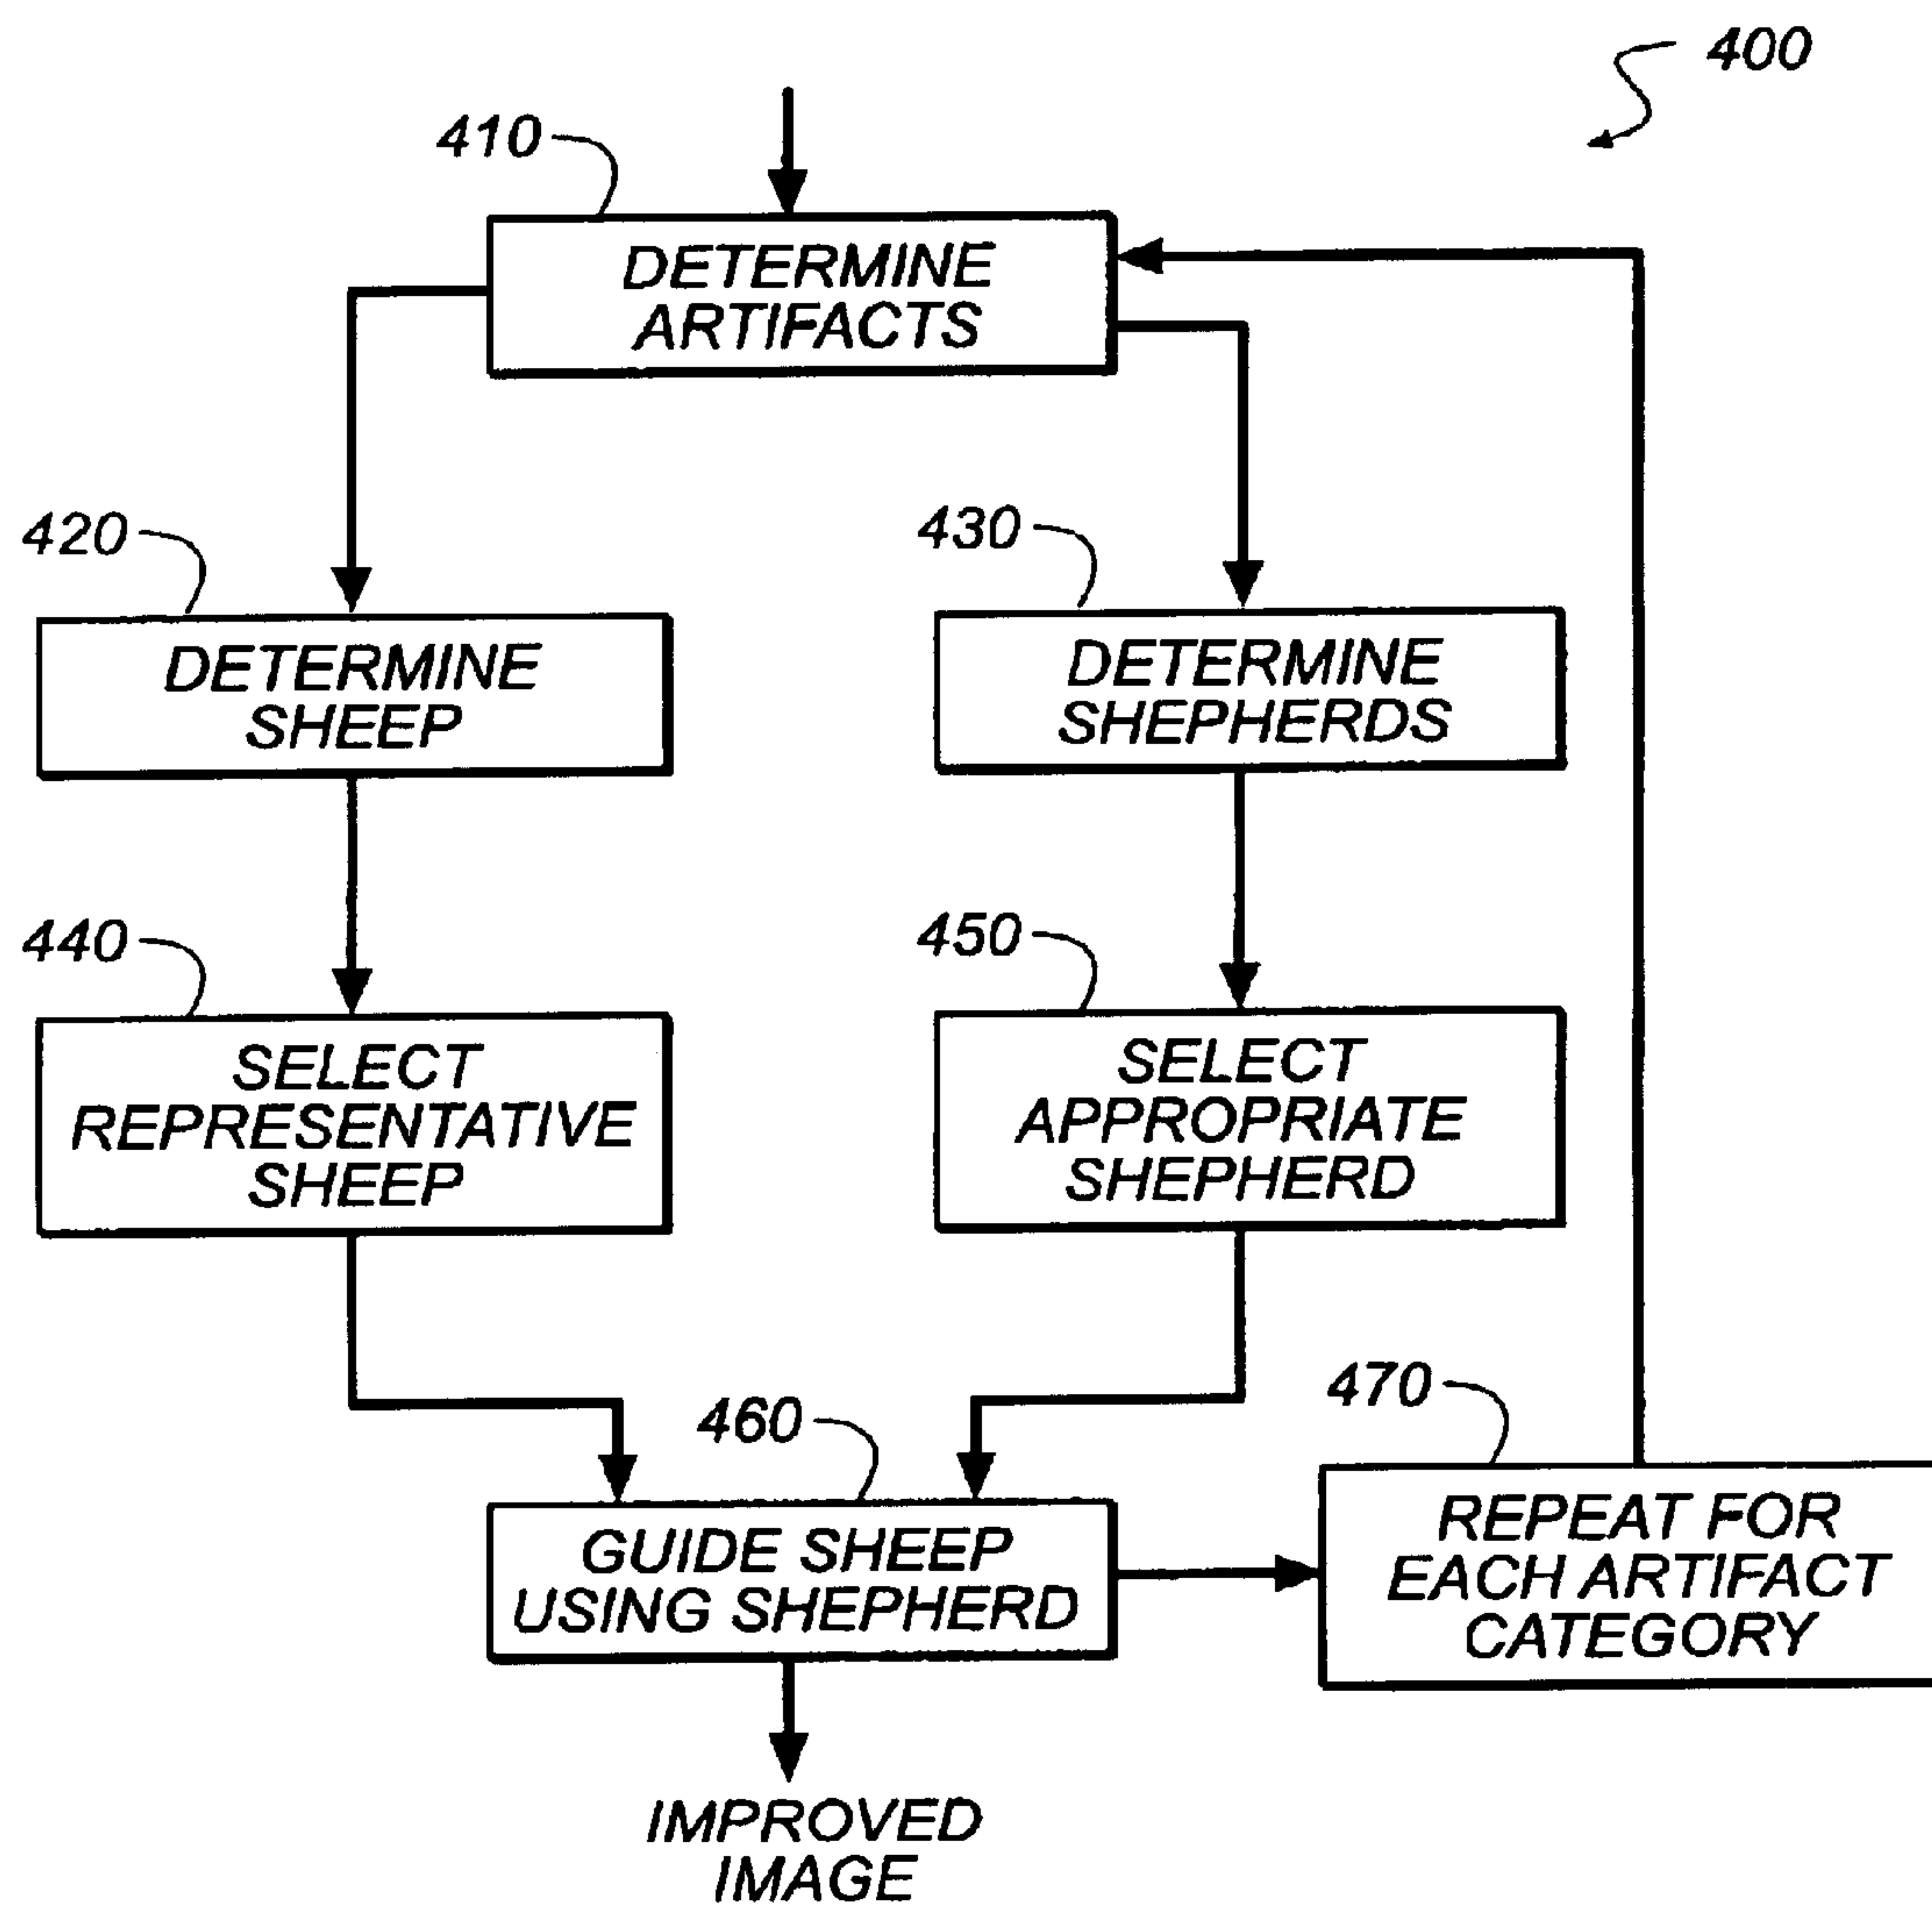 400
410
DETERMINE
ARTIFACTS
420
430
DETERMINE
SHEEP
DETERMINE
SHEPHERDS
440
450
SELECT
REPRESENTATIVE
SHEEP
SELECT
APPROPRIATE
SHEPHERD
460
470
GUIDE SHEEP
USING SHEPHERD
REPEAT FOR
EACH ARTIFACT
CATEGORY
IMPROVED
IMAGE